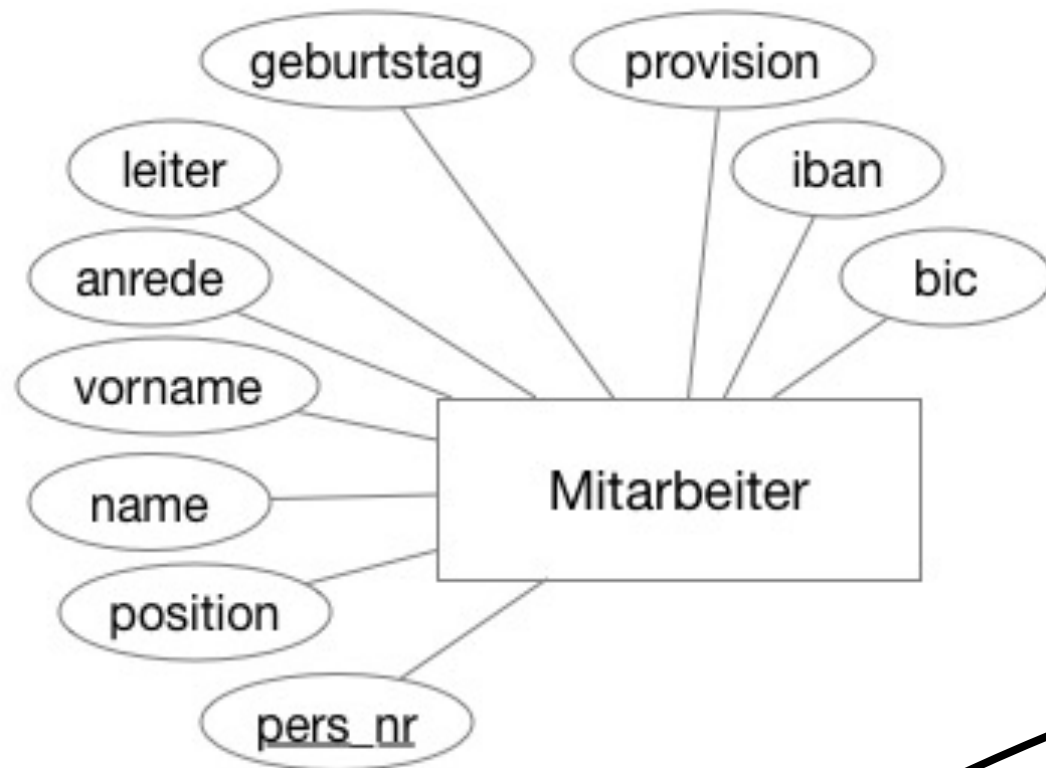 geburtstag
provision
leiter
iban
anrede
bic
vorname
Mitarbeiter
name
position
pers_nr